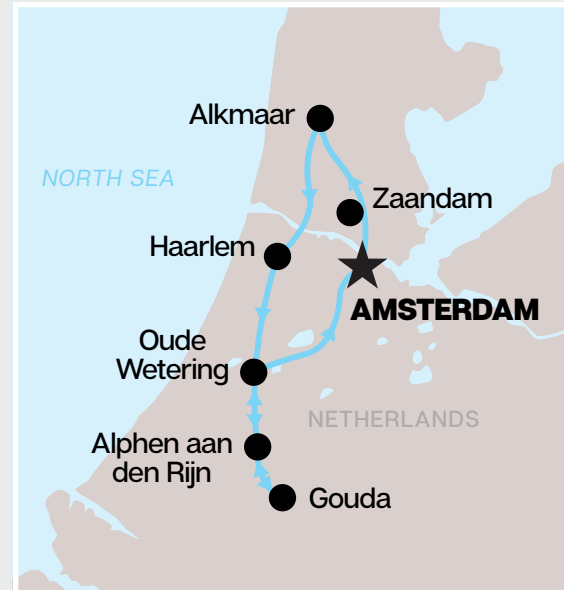 Alkmaar
NORTH SEA
Zaandam
Haarlem
AMSTERDAM
Oude
Wetering
NETHERLANDS
Alphen aan
den Rijn
Gouda